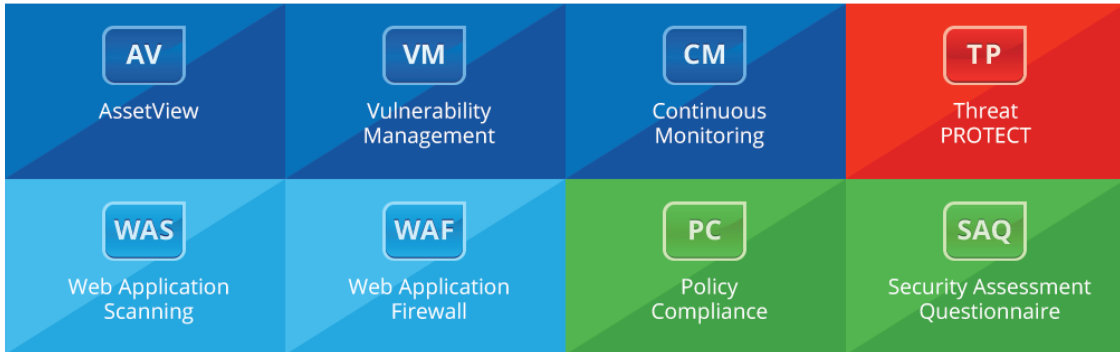 AV
AssetView
VM
Vulnerability
Management
CM
Continuous
Monitoring
TP
Threat
PROTECT
WAS
Web Application
Scanning
WAF
Web Application
Firewall
PC
Policy
Compliance
SAQ
Security Assessment
Questionnaire